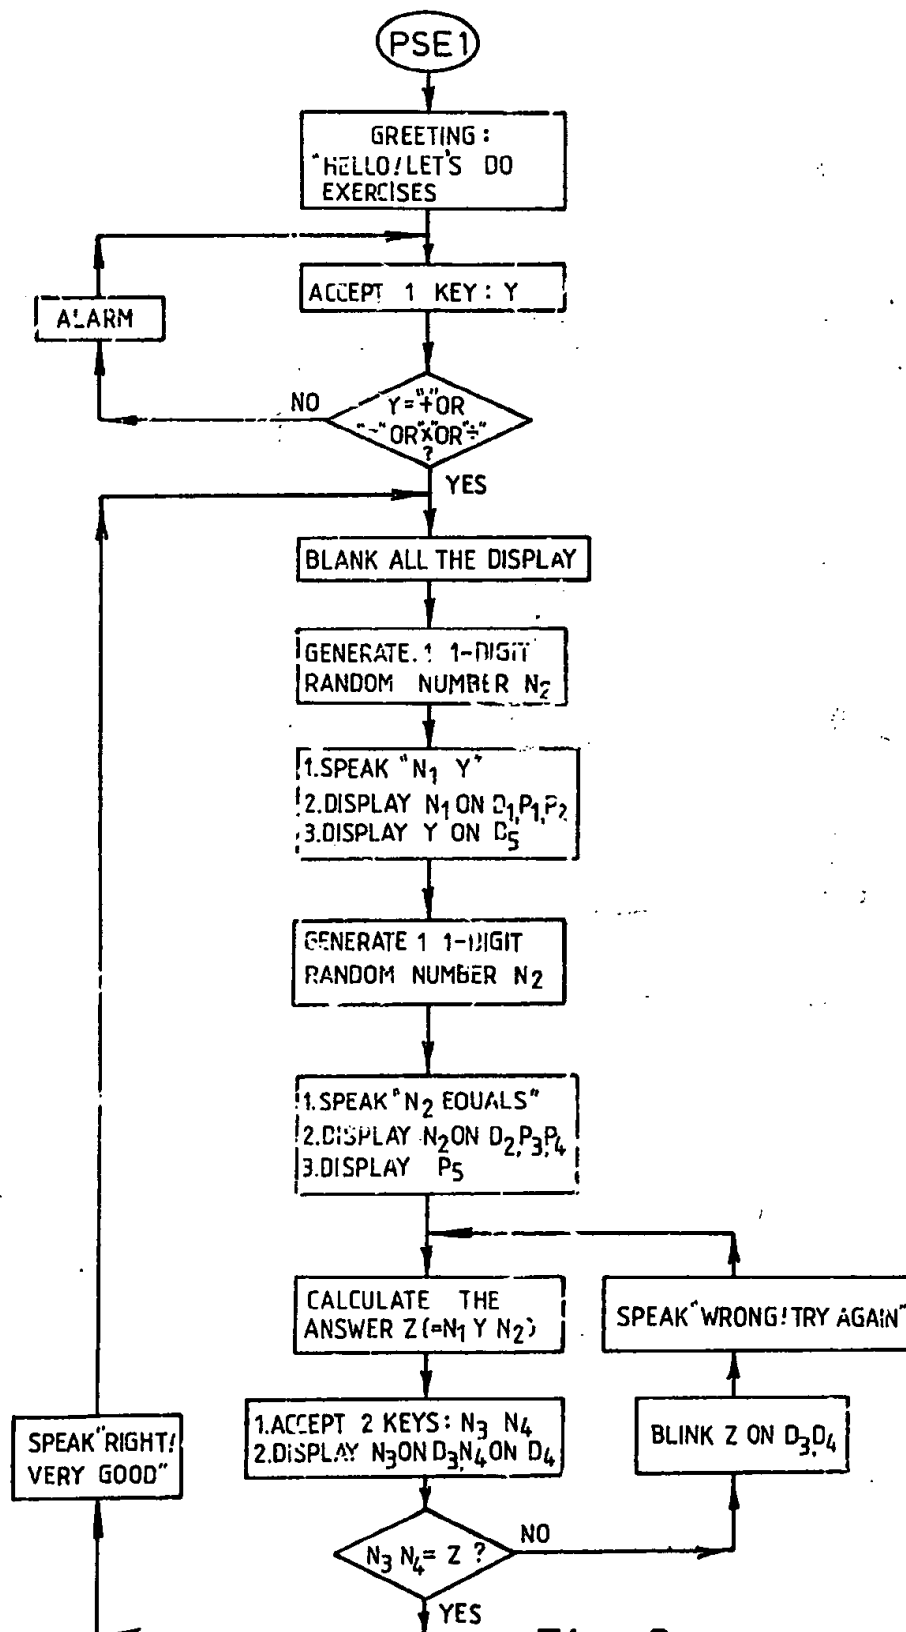 PSE1
GREETING:
"HELLO! LET'S DO
EXERCISES
ACCEPT 1 KEY: Y
ALARM
NO
Y="+"OR
"-"OR"×"OR"÷"
?
YES
BLANK ALL THE DISPLAY
GENERATE. 1 1-DIGIT
RANDOM NUMBER N2
1.SPEAK "N1 Y"
2.DISPLAY N1 ON D1,P1,P2
3.DISPLAY Y ON D5
GENERATE 1 1-DIGIT
RANDOM NUMBER N2
1.SPEAK "N2 EQUALS"
2.DISPLAY N2 ON D2,P3,P4
3.DISPLAY P5
CALCULATE THE
ANSWER Z(=N1 Y N2)
SPEAK "WRONG! TRY AGAIN"
1.ACCEPT 2 KEYS: N3 N4
2.DISPLAY N3 ON D3,N4 ON D4
BLINK Z ON D3,D4
SPEAK "RIGHT!
VERY GOOD"
N3 N4= Z ?
NO
YES